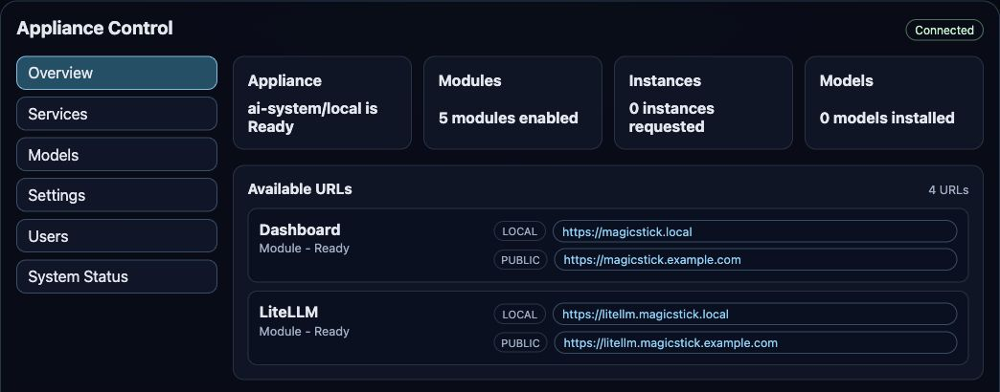 Appliance Control
Connected
Overview
Services
Models
Settings
Users
System Status
Appliance
ai-system/local is
Ready
Modules
5 modules enabled
Instances
0 instances
requested
Models
0 models installed
Available URLs
4 URLs
Dashboard
Module - Ready
LOCAL
https://magicstick.local
PUBLIC
https://magicstick.example.com
LiteLLM
Module - Ready
LOCAL
https://litellm.magicstick.local
PUBLIC
https://litellm.magicstick.example.com